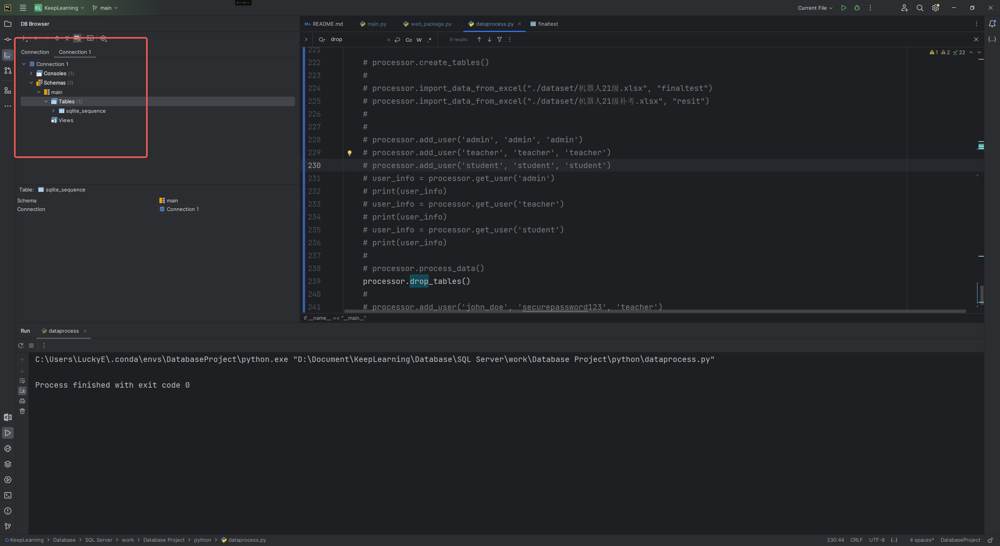 PC
KL KeepLearning
main
Current File
DB Browser
README.md
main.py
web_package.py
dataprocess.py
finaltest
drop
Cc W .*
9 results
Connection
Connection 1
Connection 1
Consoles (1)
Schemas (1)
main
Tables (1)
sqlite_sequence
Views
Table: sqlite_sequence
Schema main
Connection Connection 1
1 2 22
221
222 # processor.create_tables()
223 #
224 # processor.import_data_from_excel("./dataset/机器人21级.xlsx", "finaltest")
225 # processor.import_data_from_excel("./dataset/机器人21级补考.xlsx", "resit")
226 #
227 #
228 # processor.add_user('admin', 'admin', 'admin')
229 # processor.add_user('teacher', 'teacher', 'teacher')
230 # processor.add_user('student', 'student', 'student')
231 # user_info = processor.get_user('admin')
232 # print(user_info)
233 # user_info = processor.get_user('teacher')
234 # print(user_info)
235 # user_info = processor.get_user('student')
236 # print(user_info)
237 #
238 # processor.process_data()
239 processor.drop_tables()
240 #
241 # processor.add_user('john_doe', 'securepassword123', 'teacher')
if __name__ == "__main__"
Run
dataprocess
C:\Users\LuckyE\.conda\envs\DatabaseProject\python.exe "D:\Document\KeepLearning\Database\SQL Server\work\Database Project\python\dataprocess.py"
Process finished with exit code 0
KeepLearning > Database > SQL Server > work > Database Project > python > dataprocess.py
230:44 CRLF UTF-8 {...} 4 spaces* DatabaseProject